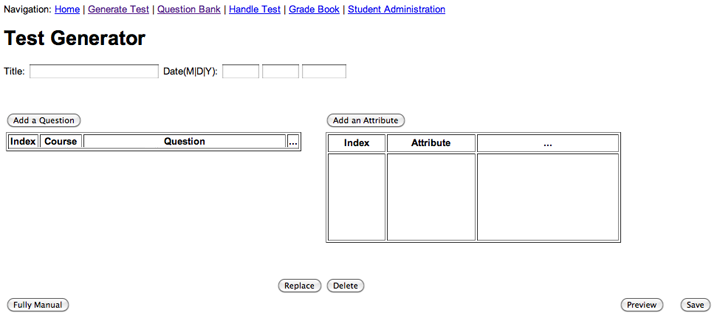 Navigation: Home | Generate Test | Question Bank | Handle Test | Grade Book | Student Administration
Test Generator
Title: Date(M|D|Y):
Add a Question Add an Attribute
Index Course Question ... Index Attribute ...
Replace Delete
Fully Manual Preview Save